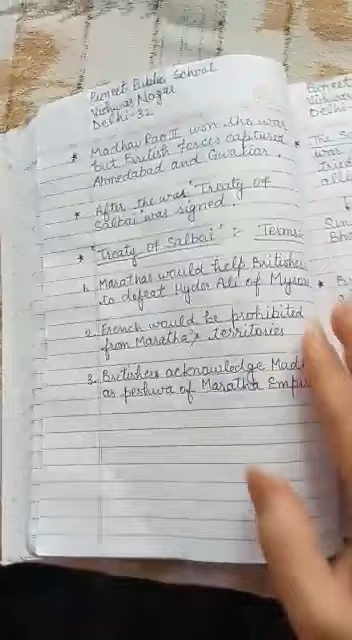 Puneet Public School
Vishwas Nagar
Delhi-32
* Madhav Rao II won the war
but British forces captured
Ahmedabad and Gwalior.
* After the war "Treaty of
Salbai" was signed.
* "Treaty of Salbai" :- Terms:
1. Marathas would help Britishers
to defeat Hyder Ali of Mysore
2. French would be prohibited
from Maratha's territories
3. Britishers acknowledge Mad
as peshwa of Maratha Empi